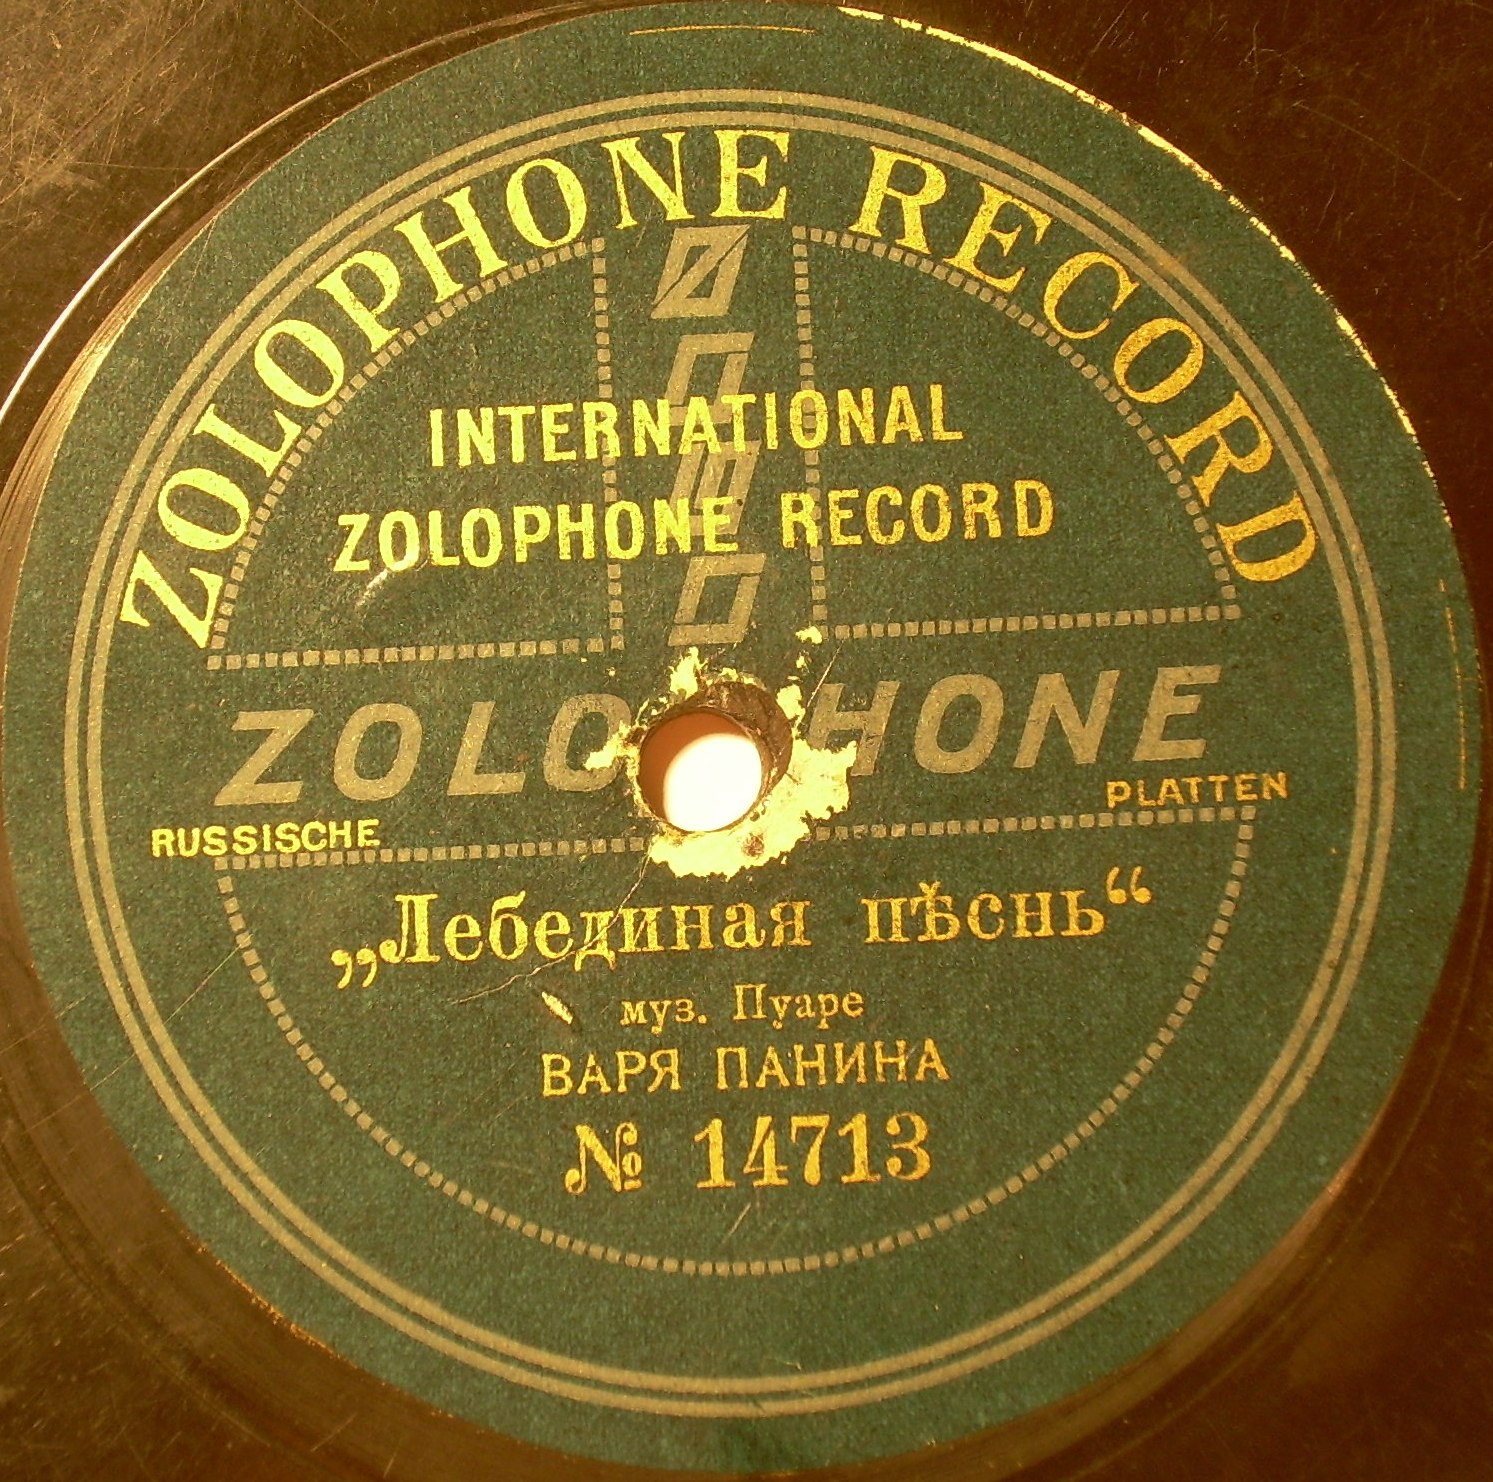 ZOLOPHONE RECORD
INTERNATIONAL
ZOLOPHONE RECORD
ZOLOPHONE
RUSSISCHE
PLATTEN
„Лебединая пѣснь“
муз. Пуаре
ВАРЯ ПАНИНА
№ 14713